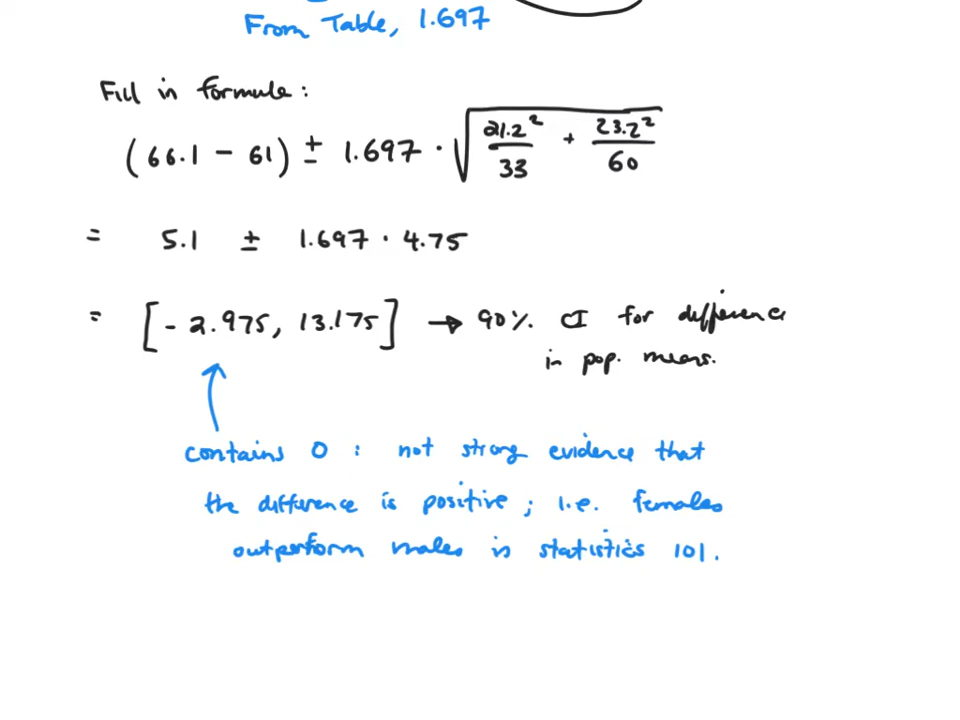 From Table, 1.697
Fill in formula:
(66.1 - 61) ± 1.697 · √(21.2²/33 + 23.2²/60)
= 5.1 ± 1.697 · 4.75
= [-2.975, 13.175] → 90% CI for difference
in pop. means.
contains 0 : not strong evidence that
the difference is positive ; i.e. females
outperform males in statistics 101.